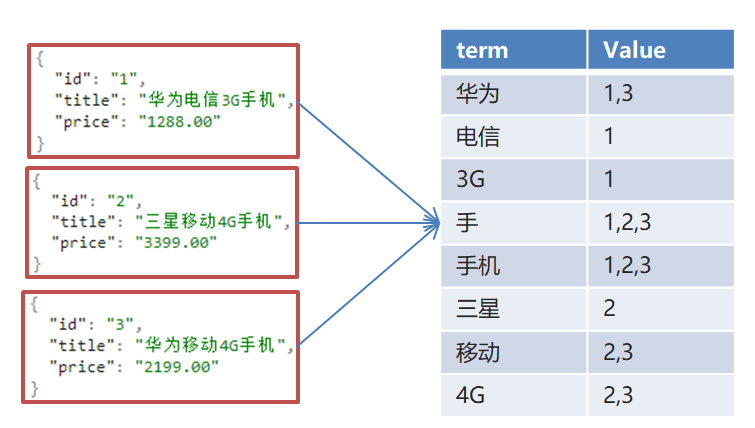 {
"id": "1",
"title": "华为电信3G手机",
"price": "1288.00"
}
{
"id": "2",
"title": "三星移动4G手机",
"price": "3399.00"
}
{
"id": "3",
"title": "华为移动4G手机",
"price": "2199.00"
}
term Value
华为 1,3
电信 1
3G 1
手 1,2,3
手机 1,2,3
三星 2
移动 2,3
4G 2,3